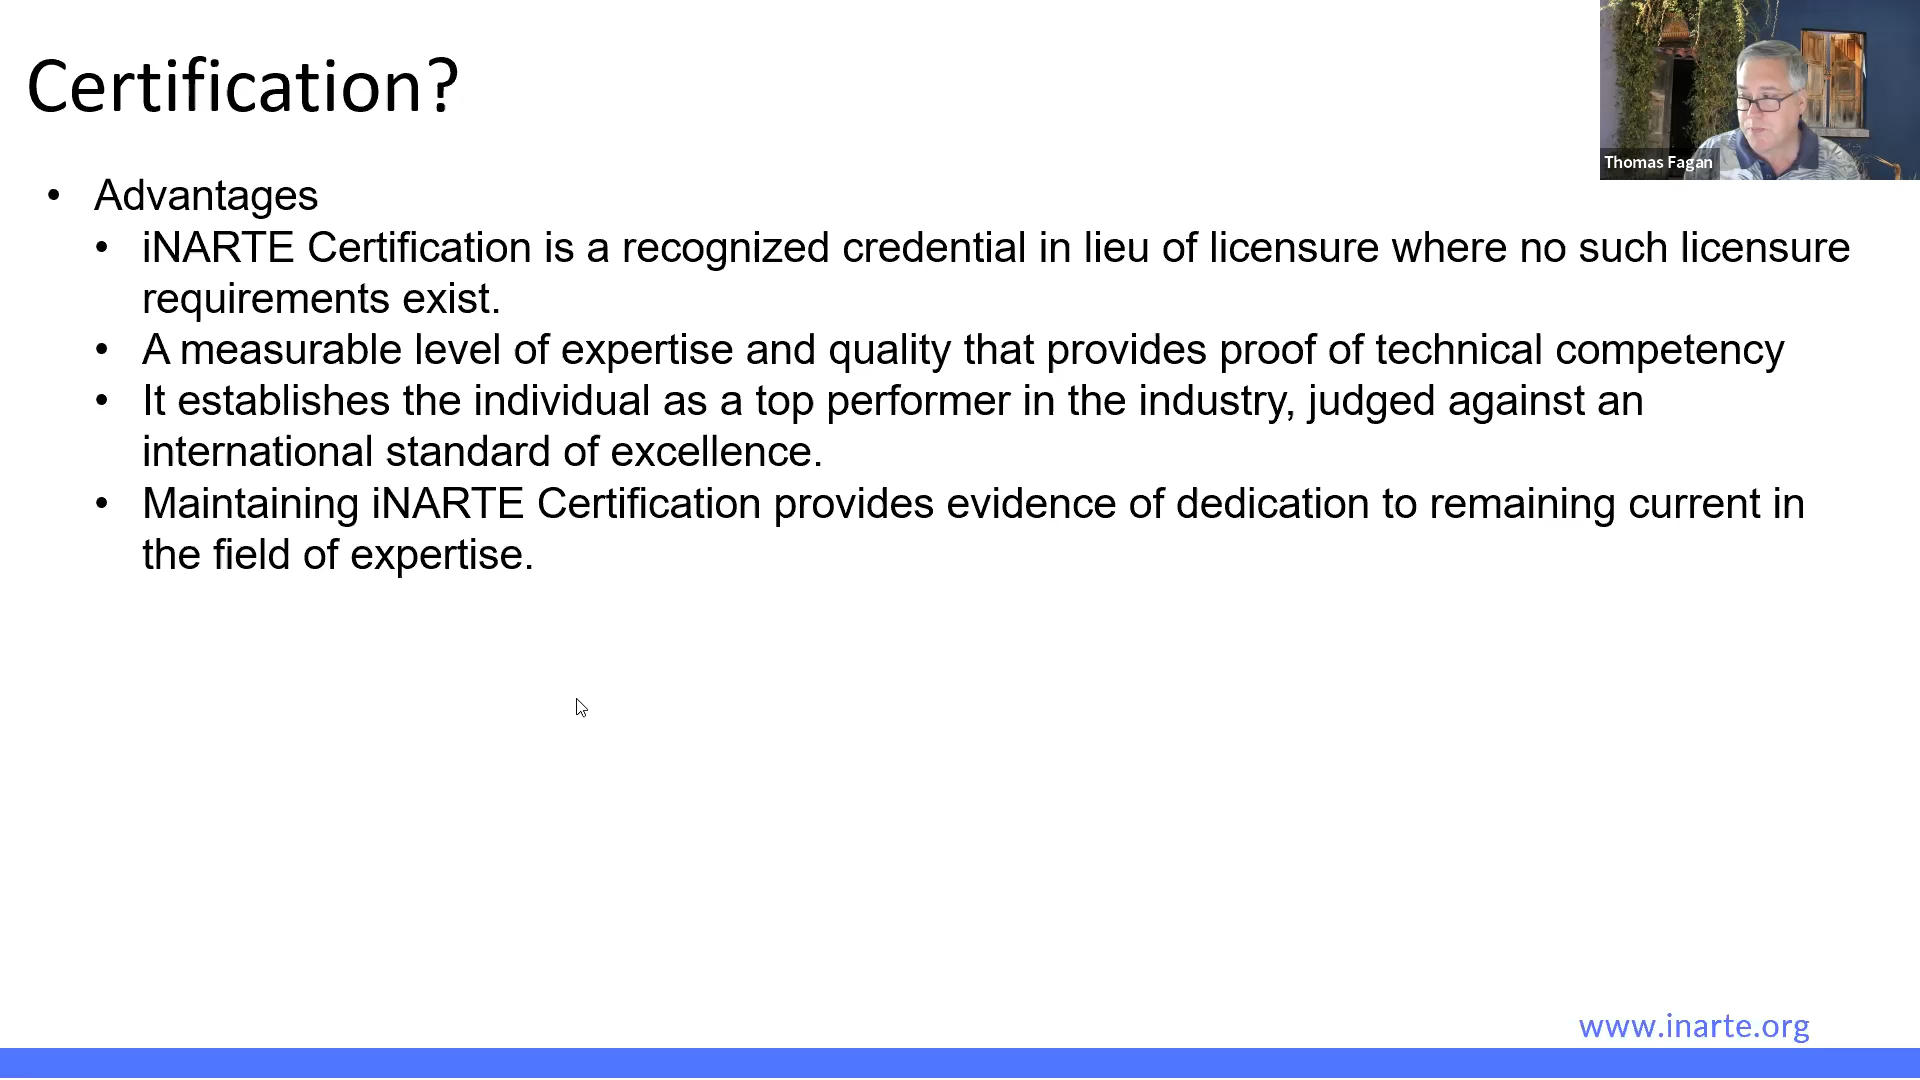 Certification?
Thomas Fagan
• Advantages
• iNARTE Certification is a recognized credential in lieu of licensure where no such licensure
requirements exist.
• A measurable level of expertise and quality that provides proof of technical competency
• It establishes the individual as a top performer in the industry, judged against an
international standard of excellence.
• Maintaining iNARTE Certification provides evidence of dedication to remaining current in
the field of expertise.
www.inarte.org